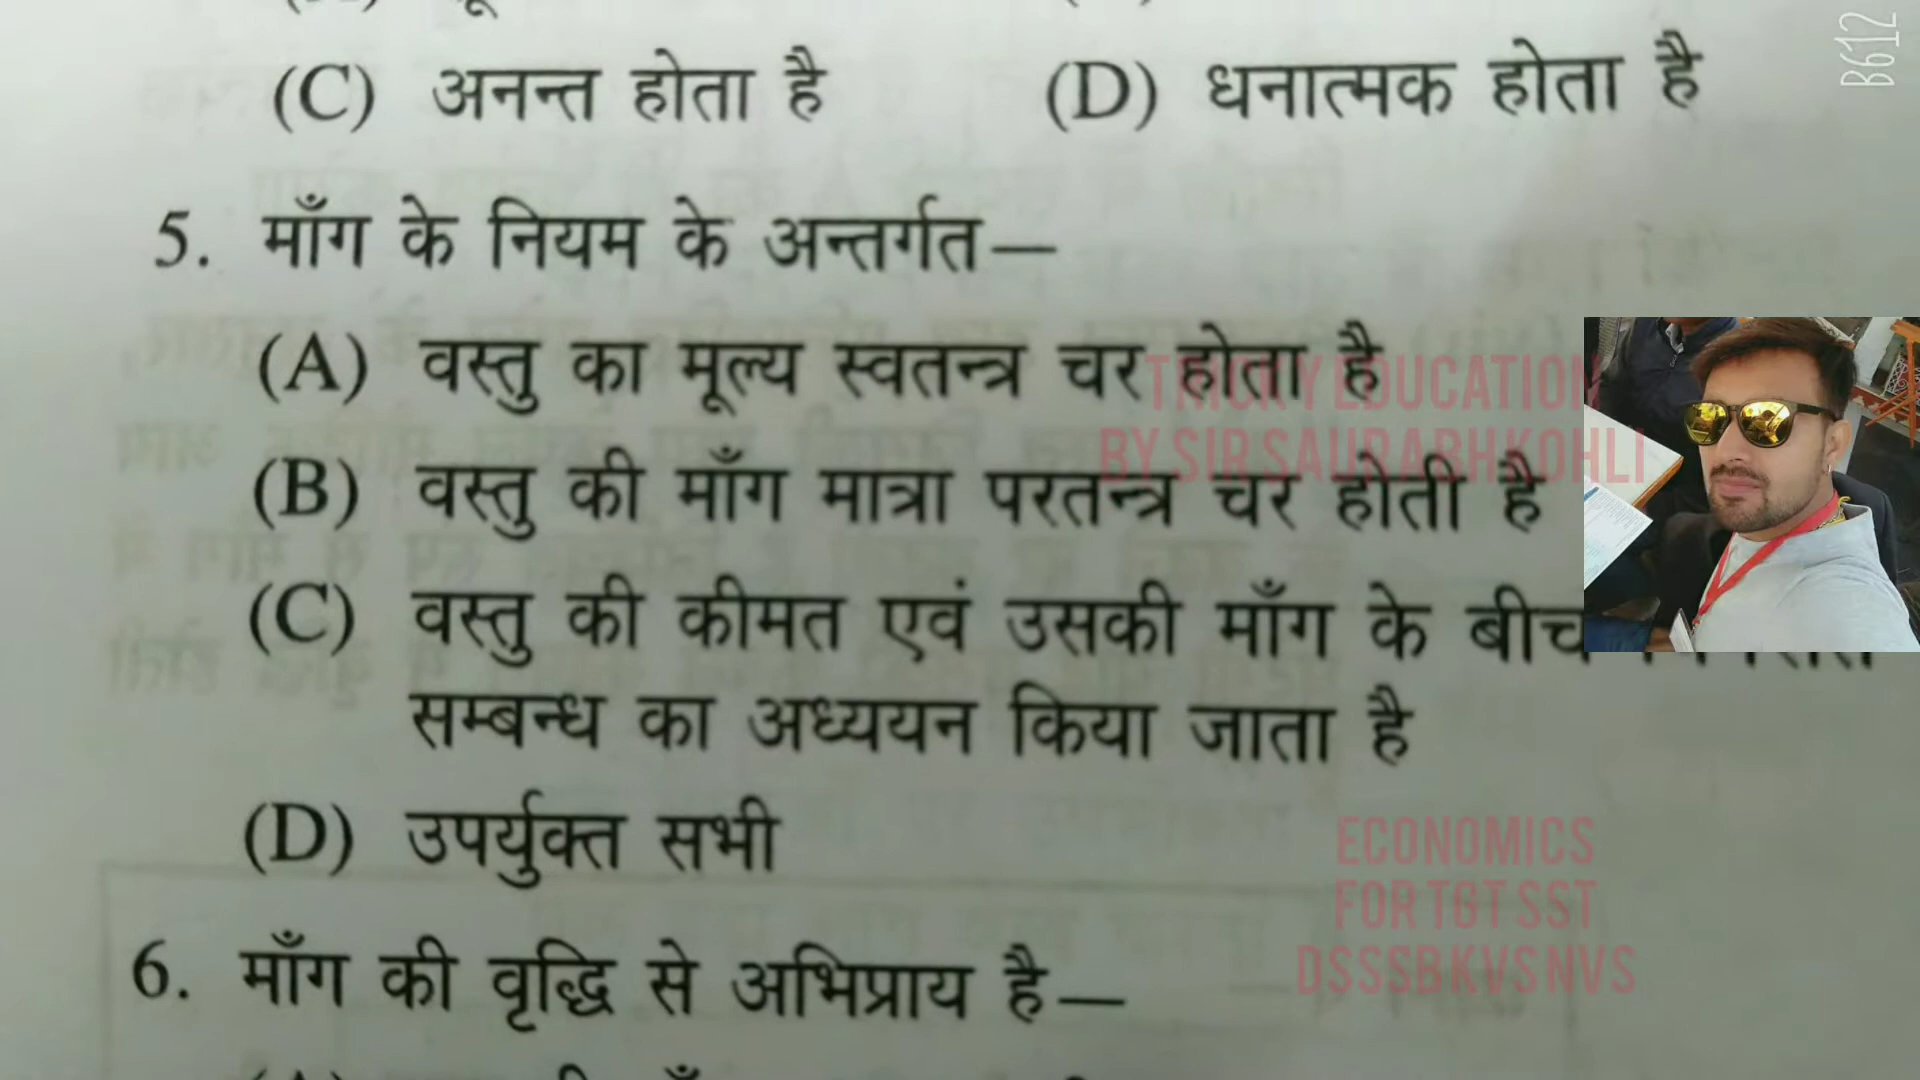 (C) अनन्त होता है (D) धनात्मक होता है
B612
5. माँग के नियम के अन्तर्गत—
(A) वस्तु का मूल्य स्वतन्त्र चर होता है
TRICKY EDUCATION
BY SIR SAURABH KOHLI
(B) वस्तु की माँग मात्रा परतन्त्र चर होती है
(C) वस्तु की कीमत एवं उसकी माँग के बीच
सम्बन्ध का अध्ययन किया जाता है
(D) उपर्युक्त सभी
ECONOMICS
FOR TGT SST
DSSSB KVS NVS
6. माँग की वृद्धि से अभिप्राय है—